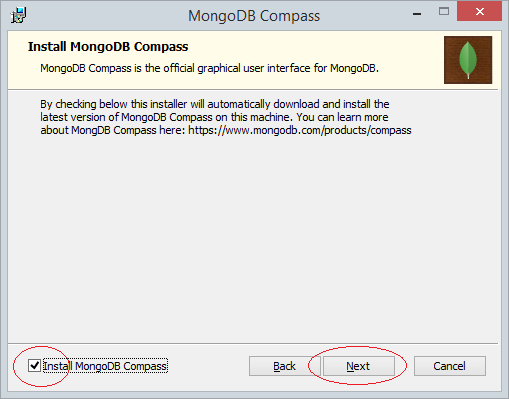 MongoDB Compass
Install MongoDB Compass
MongoDB Compass is the official graphical user interface for MongoDB.
By checking below this installer will automatically download and install the
latest version of MongoDB Compass on this machine. You can learn more
about MongDB Compass here: https://www.mongodb.com/products/compass
Install MongoDB Compass
Back
Next
Cancel